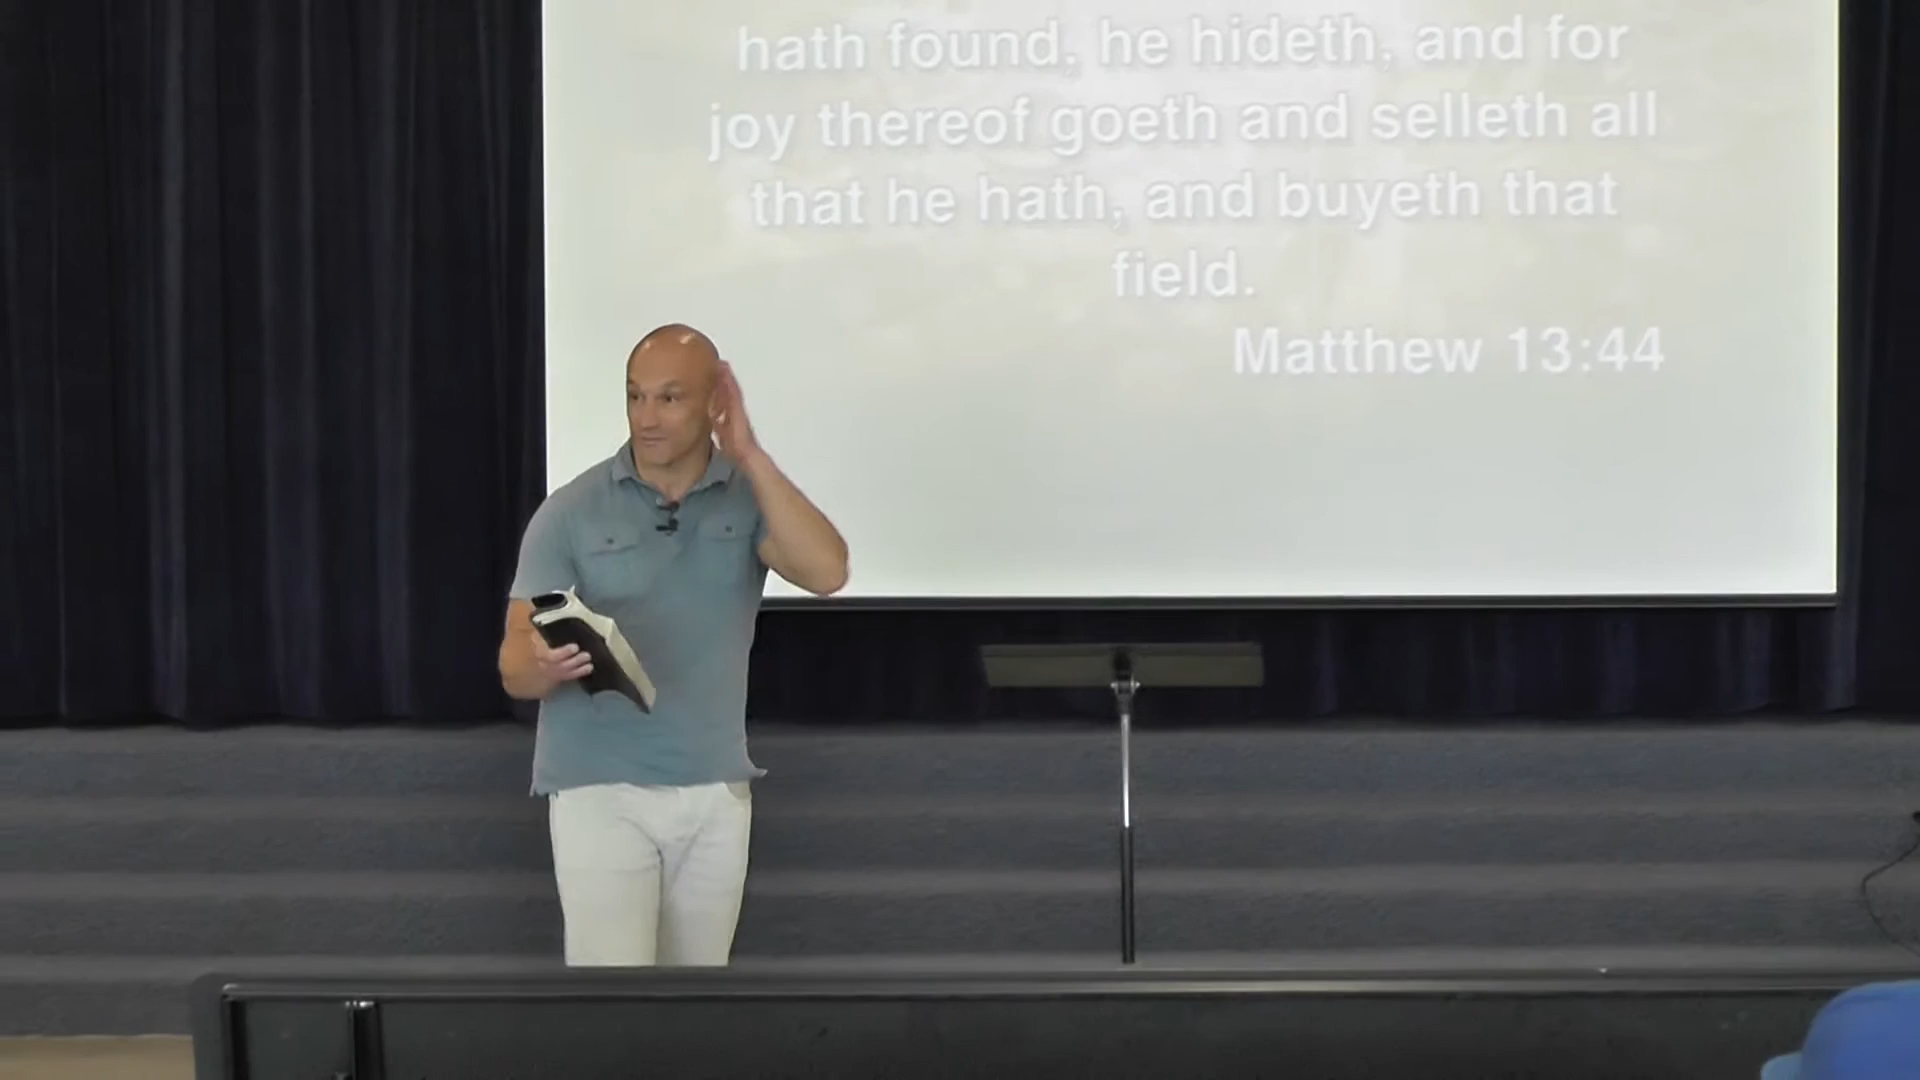 hath found, he hideth, and for
joy thereof goeth and selleth all
that he hath, and buyeth that
field.
Matthew 13:44